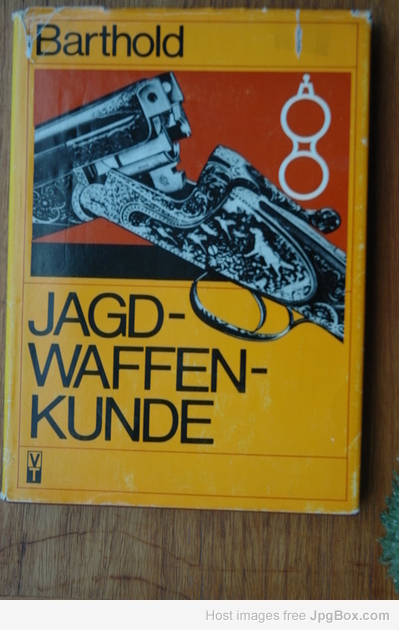 Barthold
JAGD-
WAFFEN-
KUNDE
VT
Host images free JpgBox.com